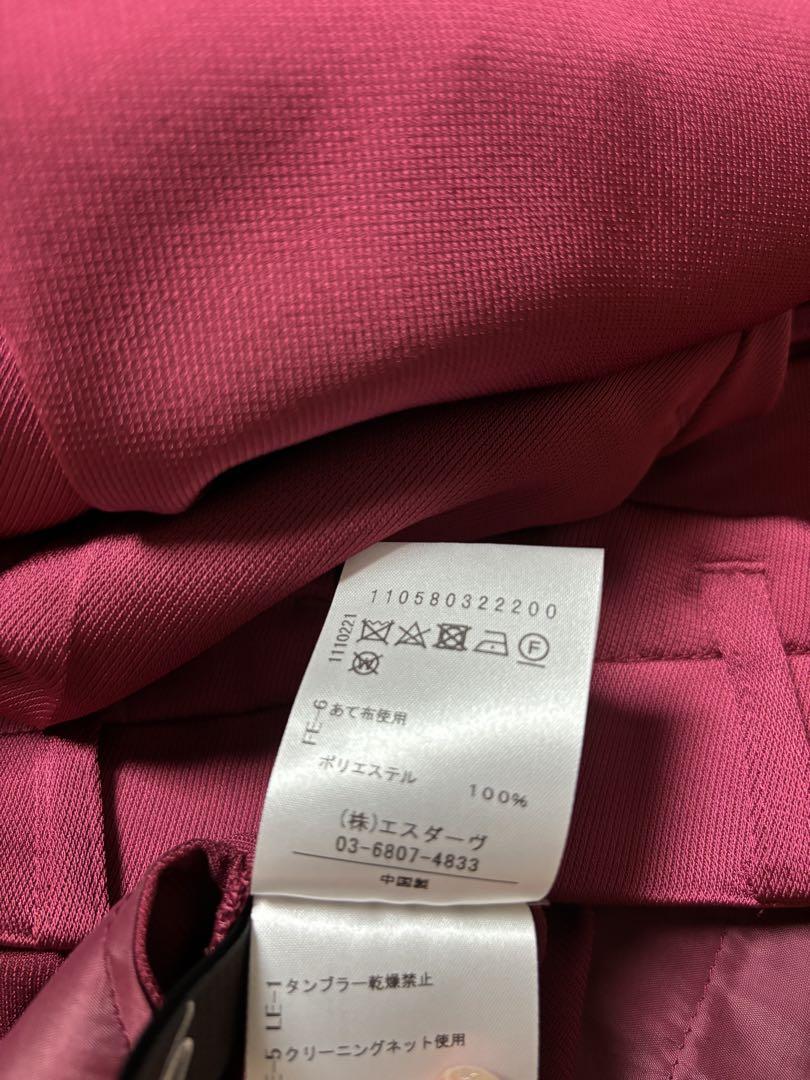 110580322200
1110221
F
W
FE-6 あて布使用
ポリエステル 100%
(株)エスダーヴ
03-6807-4833
中国製
LE-1 タンブラー乾燥禁止
E-5 クリーニングネット使用